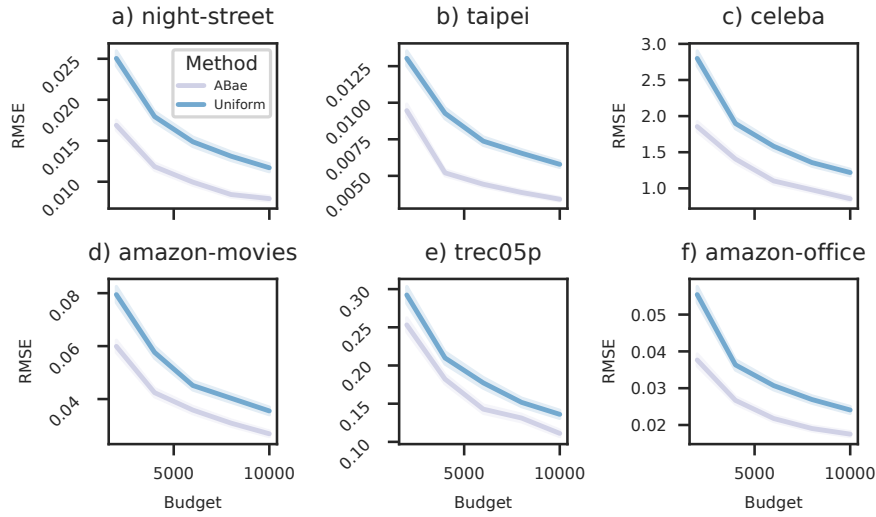 a) night-street
b) taipei
c) celeba
RMSE
0.025
0.020
0.015
0.010
Method
ABae
Uniform
0.0125
0.0100
0.0075
0.0050
RMSE
3.0
2.0
1.5
1.0
d) amazon-movies
e) trec05p
f) amazon-office
RMSE
0.08
0.06
0.04
5000
10000
Budget
0.30
0.25
0.20
0.15
0.10
5000
10000
Budget
RMSE
0.05
0.04
0.03
0.02
5000
10000
Budget